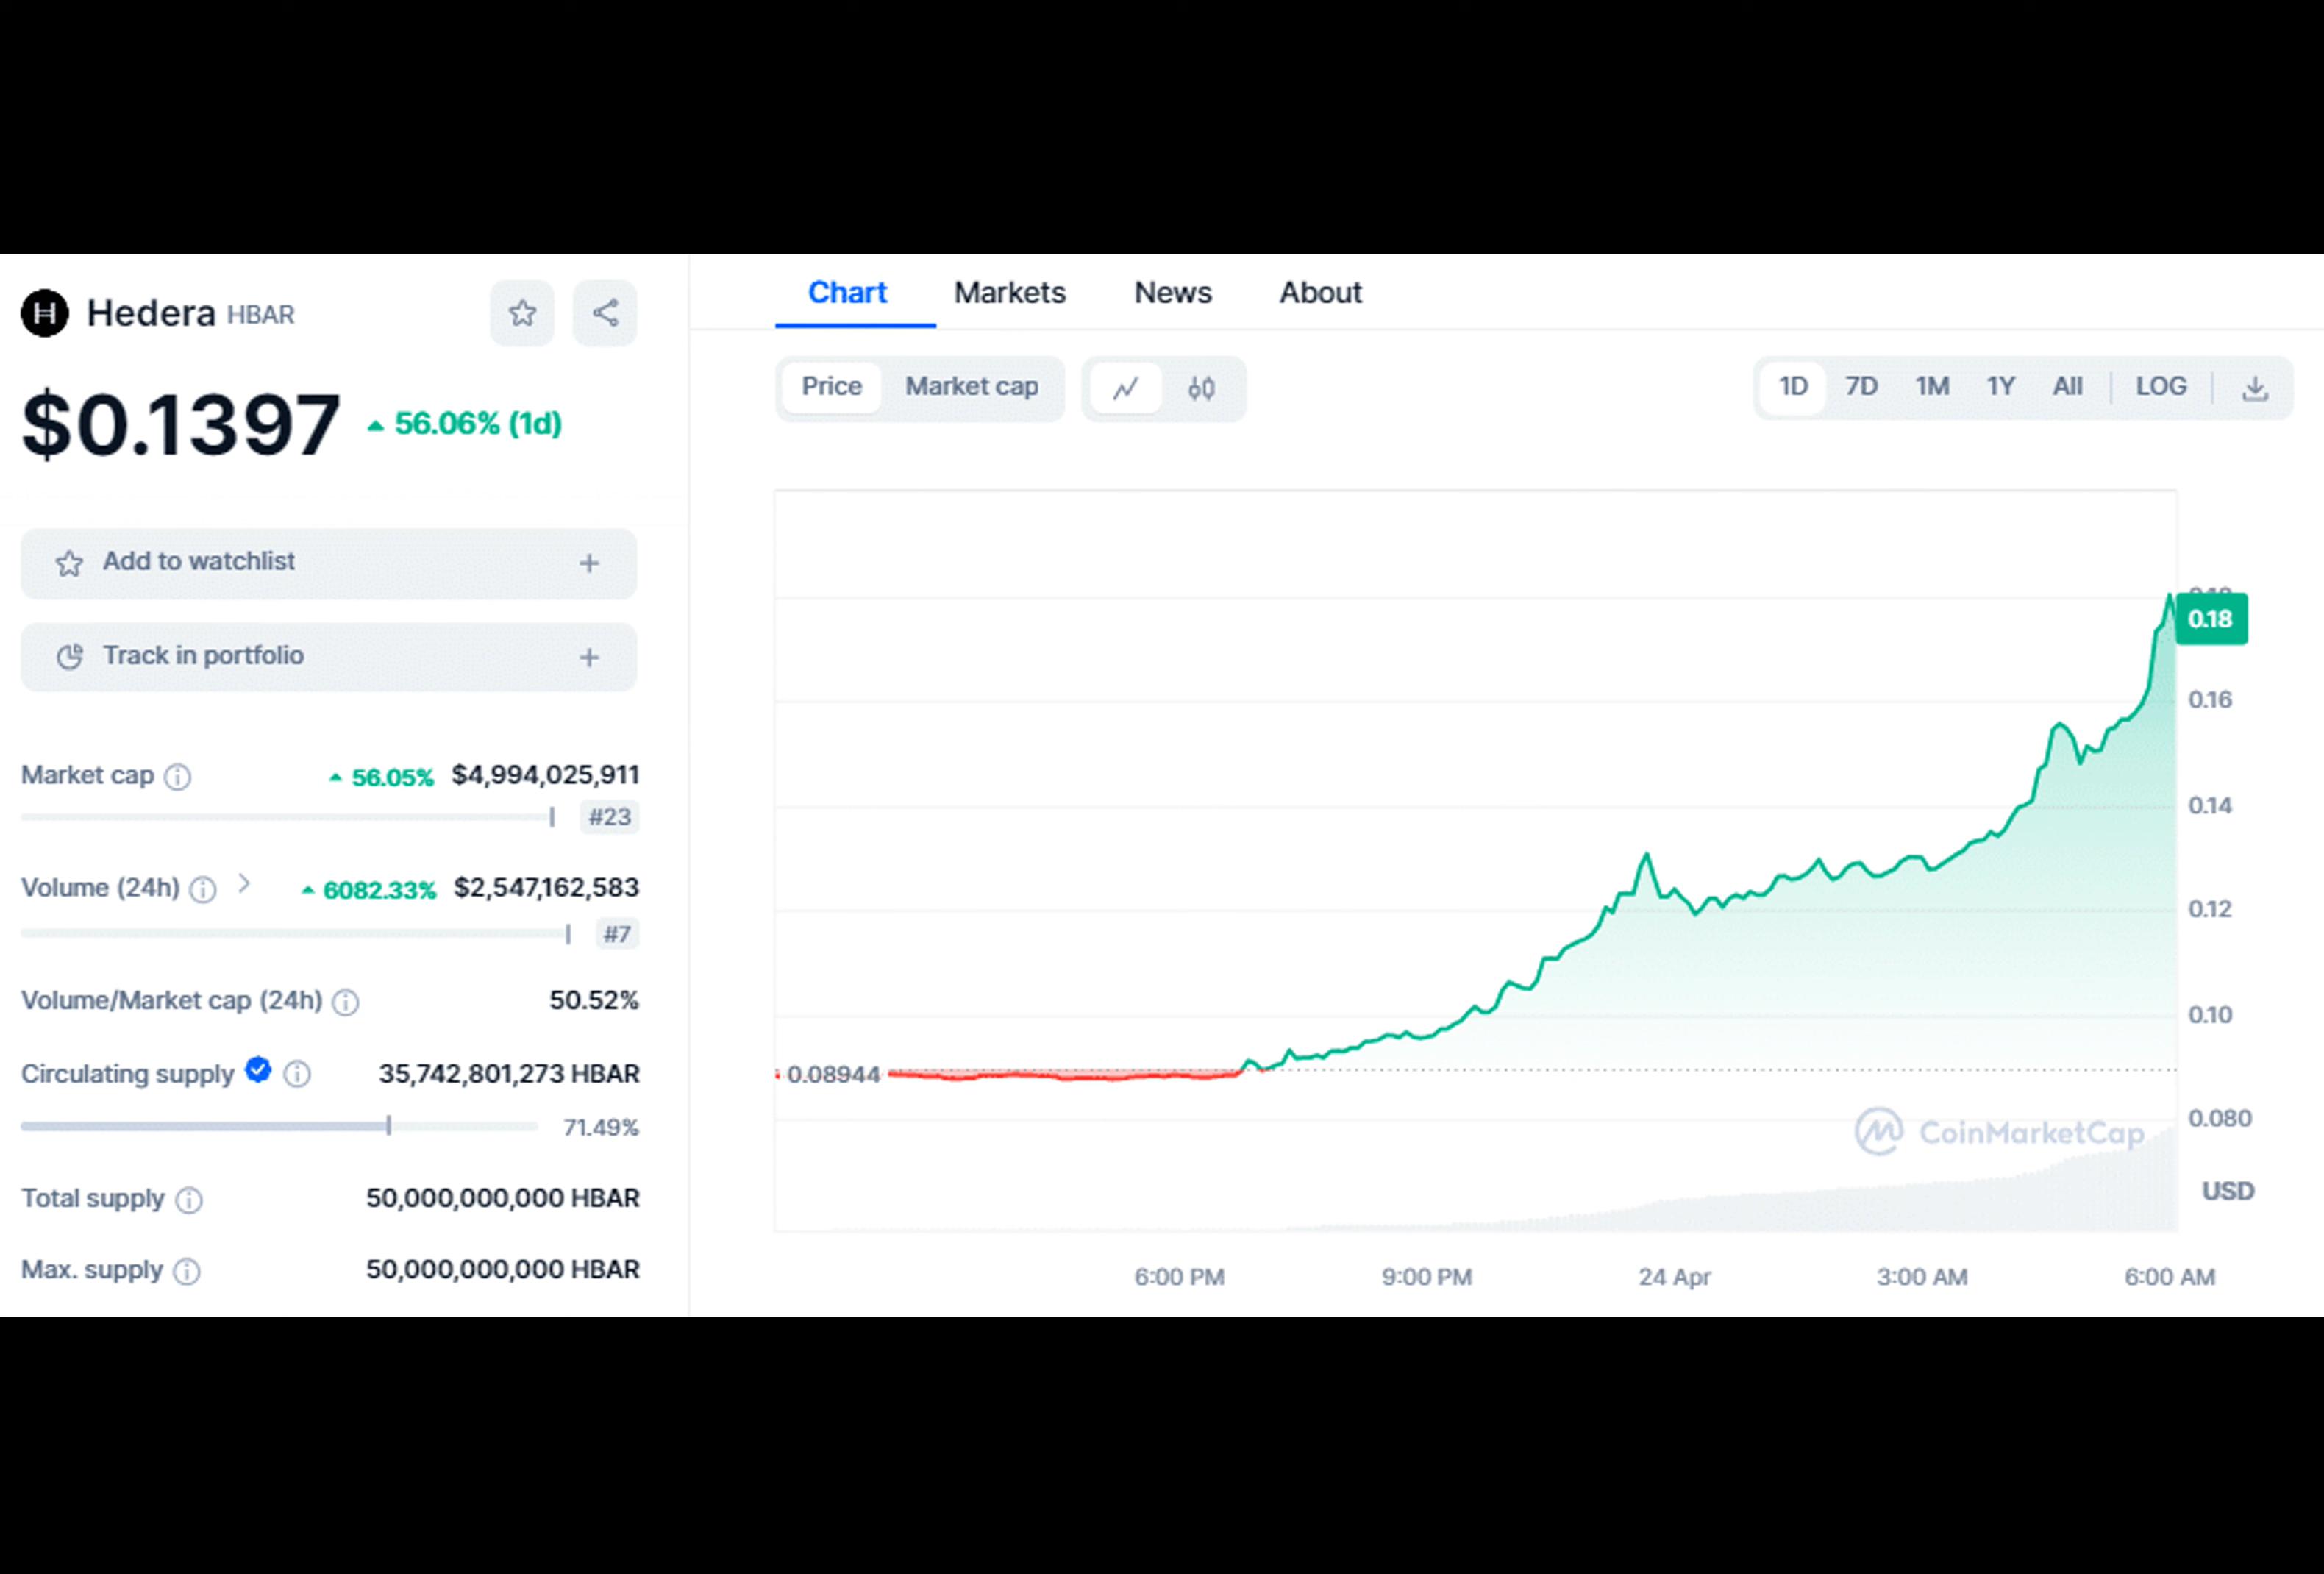 Hedera HBAR
$0.1397 56.06% (1d)
Add to watchlist +
Track in portfolio +
Market cap 56.05% $4,994,025,911
#23
Volume (24h) 6082.33% $2,547,162,583
#7
Volume/Market cap (24h) 50.52%
Circulating supply 35,742,801,273 HBAR
71.49%
Total supply 50,000,000,000 HBAR
Max. supply 50,000,000,000 HBAR
Chart Markets News About
Price Market cap
1D 7D 1M 1Y All LOG
0.18
0.16
0.14
0.12
0.10
0.08944
0.080
CoinMarketCap
USD
6:00 PM 9:00 PM 24 Apr 3:00 AM 6:00 AM